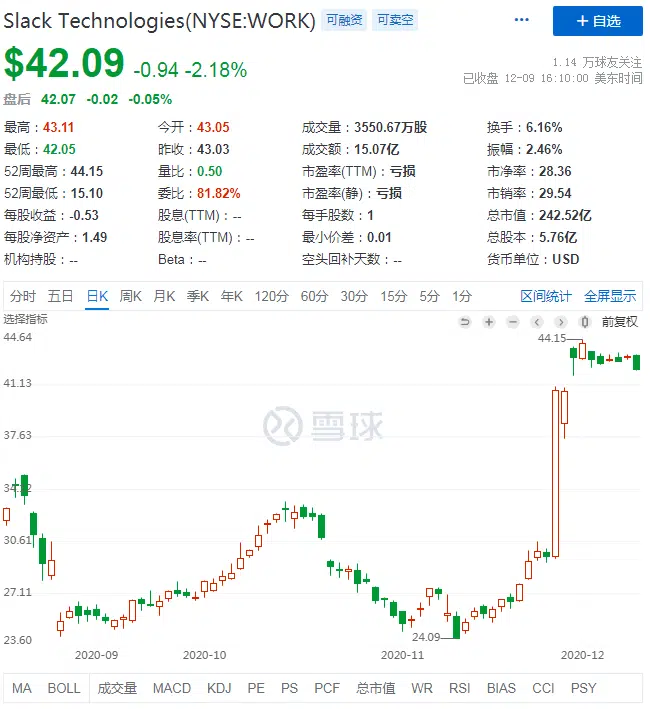 Slack Technologies(NYSE:WORK) 可融资 可卖空 ··· + 自选
$42.09 -0.94 -2.18%
1.14 万球友关注
已收盘 12-09 16:10:00 美东时间
盘后 42.07 -0.02 -0.05%
最高：43.11 今开：43.05 成交量：3550.67万股 换手：6.16%
最低：42.05 昨收：43.03 成交额：15.07亿 振幅：2.46%
52周最高：44.15 量比：0.50 市盈率(TTM)：亏损 市净率：28.36
52周最低：15.10 委比：81.82% 市盈率(静)：亏损 市销率：29.54
每股收益：-0.53 股息(TTM)：-- 每手股数：1 总市值：242.52亿
每股净资产：1.49 股息率(TTM)：-- 最小价差：0.01 总股本：5.76亿
机构持股：-- Beta：-- 空头回补天数：-- 货币单位：USD
分时 五日 日K 周K 月K 季K 年K 120分 60分 30分 15分 5分 1分 区间统计 全屏显示
选择指标 前复权
44.64
44.15
41.13
37.63
雪球
34.12
30.61
27.11
24.09
23.60
2020-09 2020-10 2020-11 2020-12
MA BOLL 成交量 MACD KDJ PE PS PCF 总市值 WR RSI BIAS CCI PSY